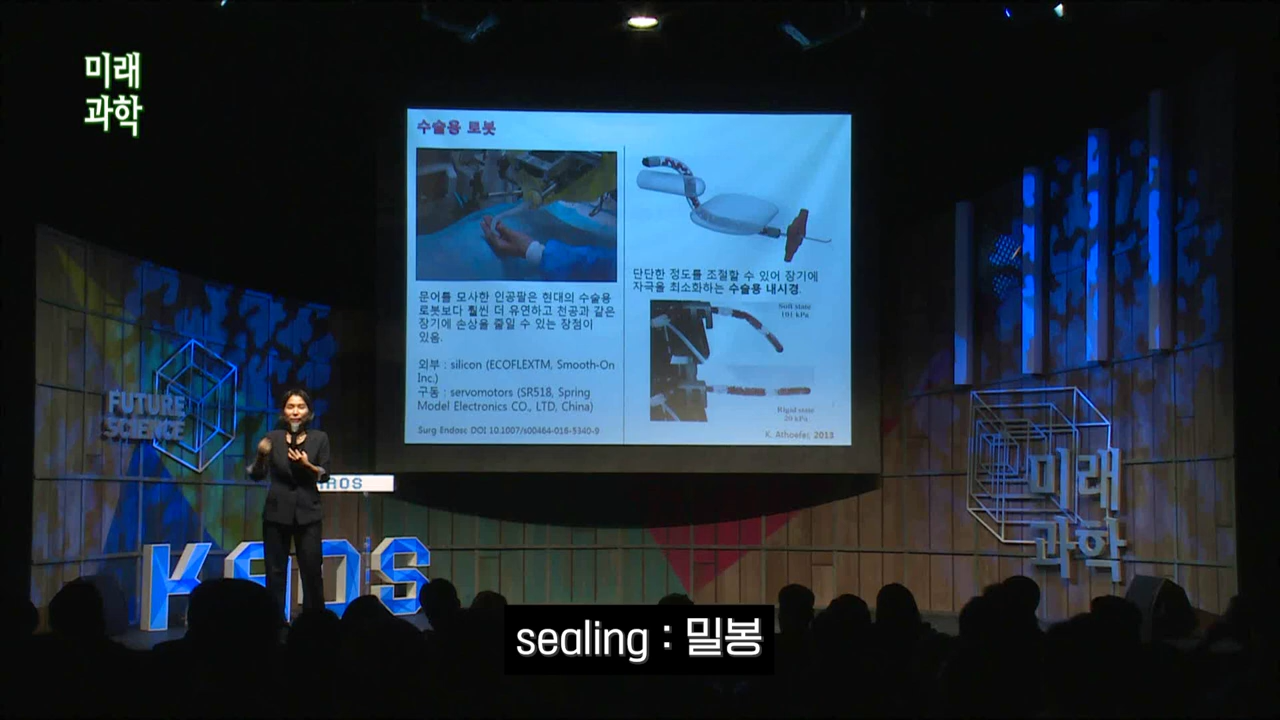 미래
과학
수술용 로봇
문어를 모사한 인공팔은 현대의 수술용
로봇보다 훨씬 더 유연하고 천공과 같은
장기에 손상을 줄일 수 있는 장점이
있음.
외부 : silicon (ECOFLEXTM, Smooth-On
Inc.)
구동 : servomotors (SR518, Spring
Model Electronics CO., LTD, China)
Surg Endosc DOI 10.1007/s00464-016-5340-9
단단한 정도를 조절할 수 있어 장기에
자극을 최소화하는 수술용 내시경.
Soft state
101 kPa
Rigid state
20 kPa
K. Althoefer, 2013
FUTURE
SCIENCE
KAOS
미래
과학
sealing : 밀봉